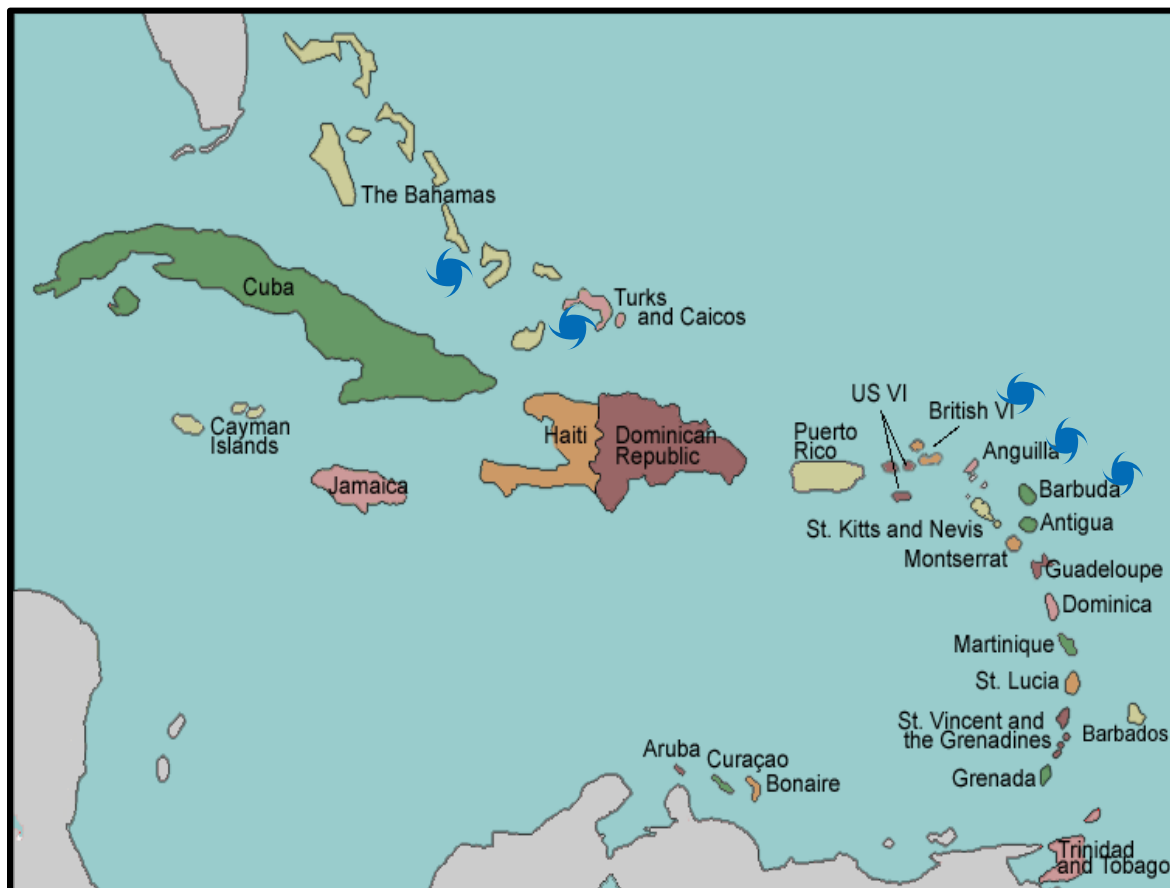 The Bahamas
Cuba
Turks
and Caicos
Cayman
Islands
Jamaica
Haiti
Dominican
Republic
Puerto
Rico
US VI
British VI
Anguilla
Barbuda
St. Kitts and Nevis
Antigua
Montserrat
Guadeloupe
Dominica
Martinique
St. Lucia
St. Vincent and
the Grenadines
Barbados
Grenada
Aruba
Curaçao
Bonaire
Trinidad
and Tobago